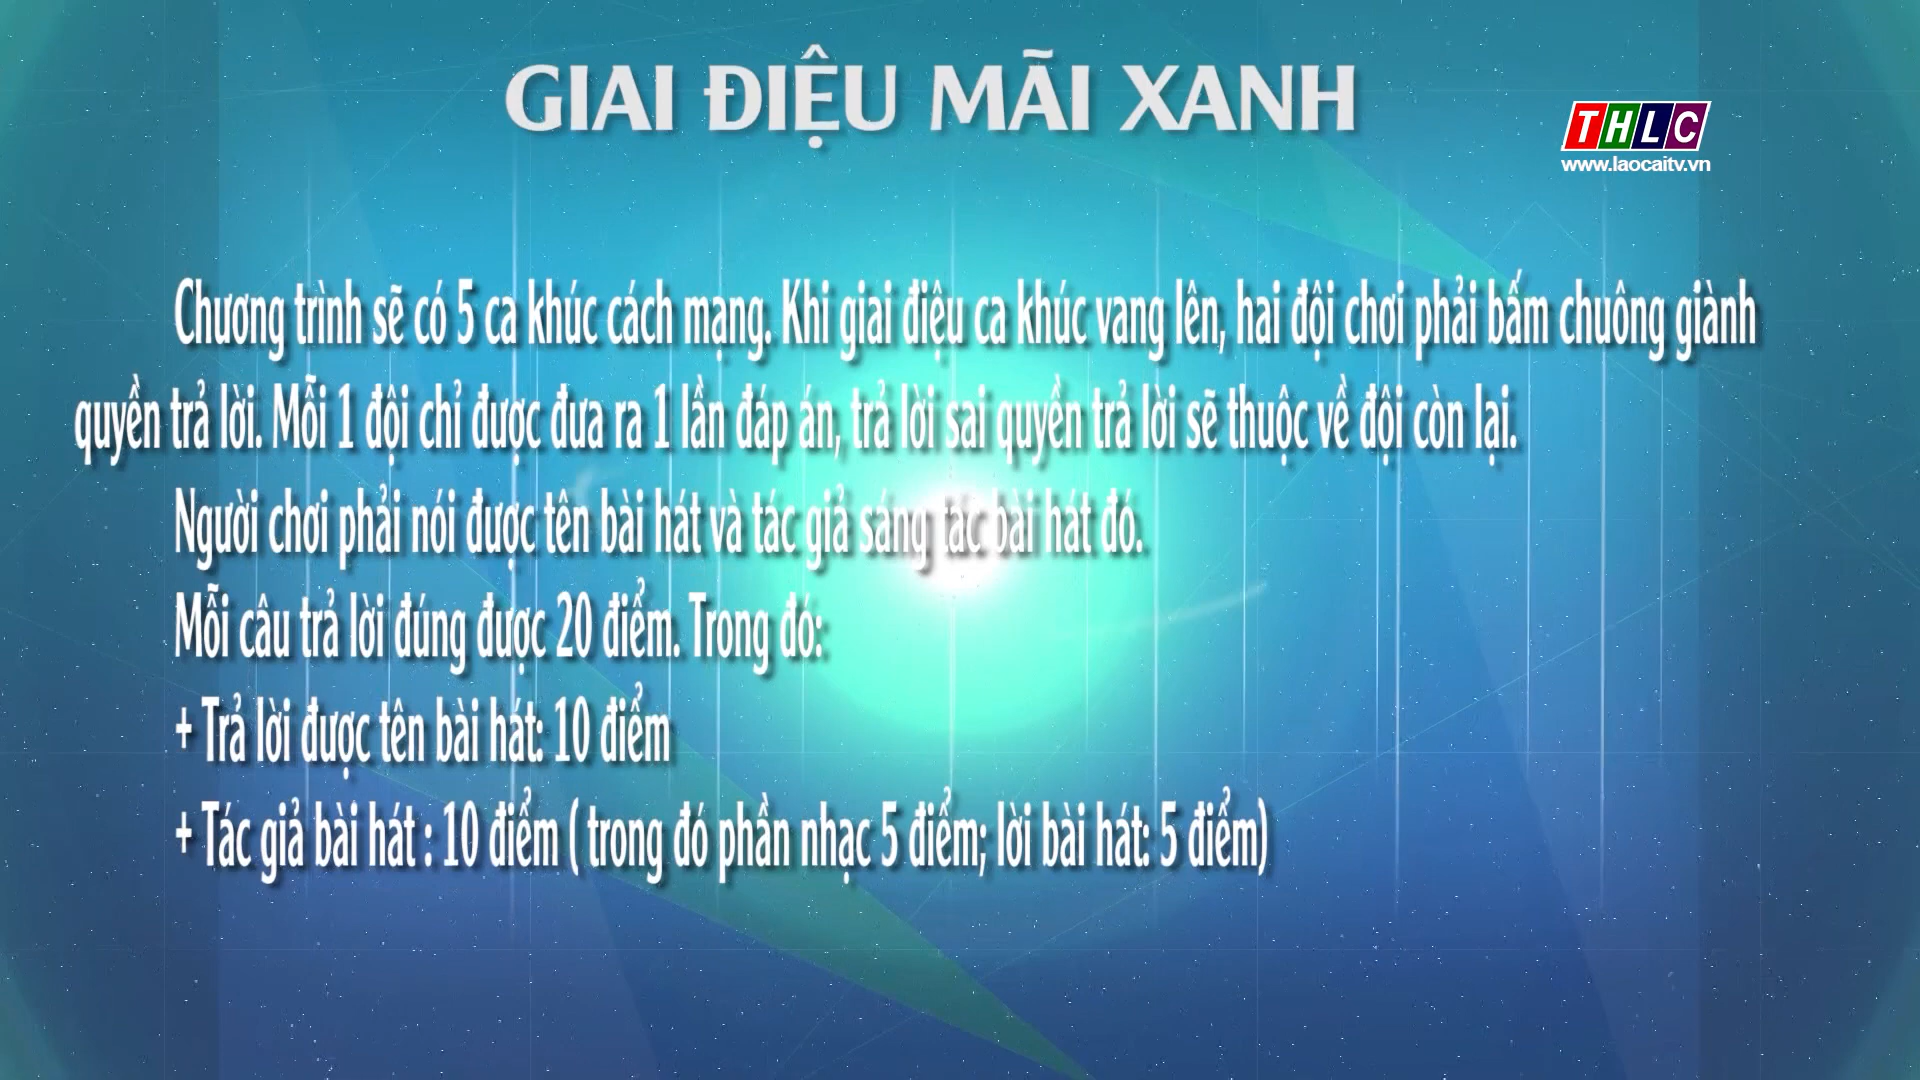 GIAI ĐIỆU MÃI XANH
THLC
www.laocaitv.vn
Chương trình sẽ có 5 ca khúc cách mạng. Khi giai điệu ca khúc vang lên, hai đội chơi phải bấm chuông giành
quyền trả lời. Mỗi 1 đội chỉ được đưa ra 1 lần đáp án, trả lời sai quyền trả lời sẽ thuộc về đội còn lại.
Người chơi phải nói được tên bài hát và tác giả sáng tác bài hát đó.
Mỗi câu trả lời đúng được 20 điểm. Trong đó:
+ Trả lời được tên bài hát: 10 điểm
+ Tác giả bài hát : 10 điểm ( trong đó phần nhạc 5 điểm; lời bài hát: 5 điểm)